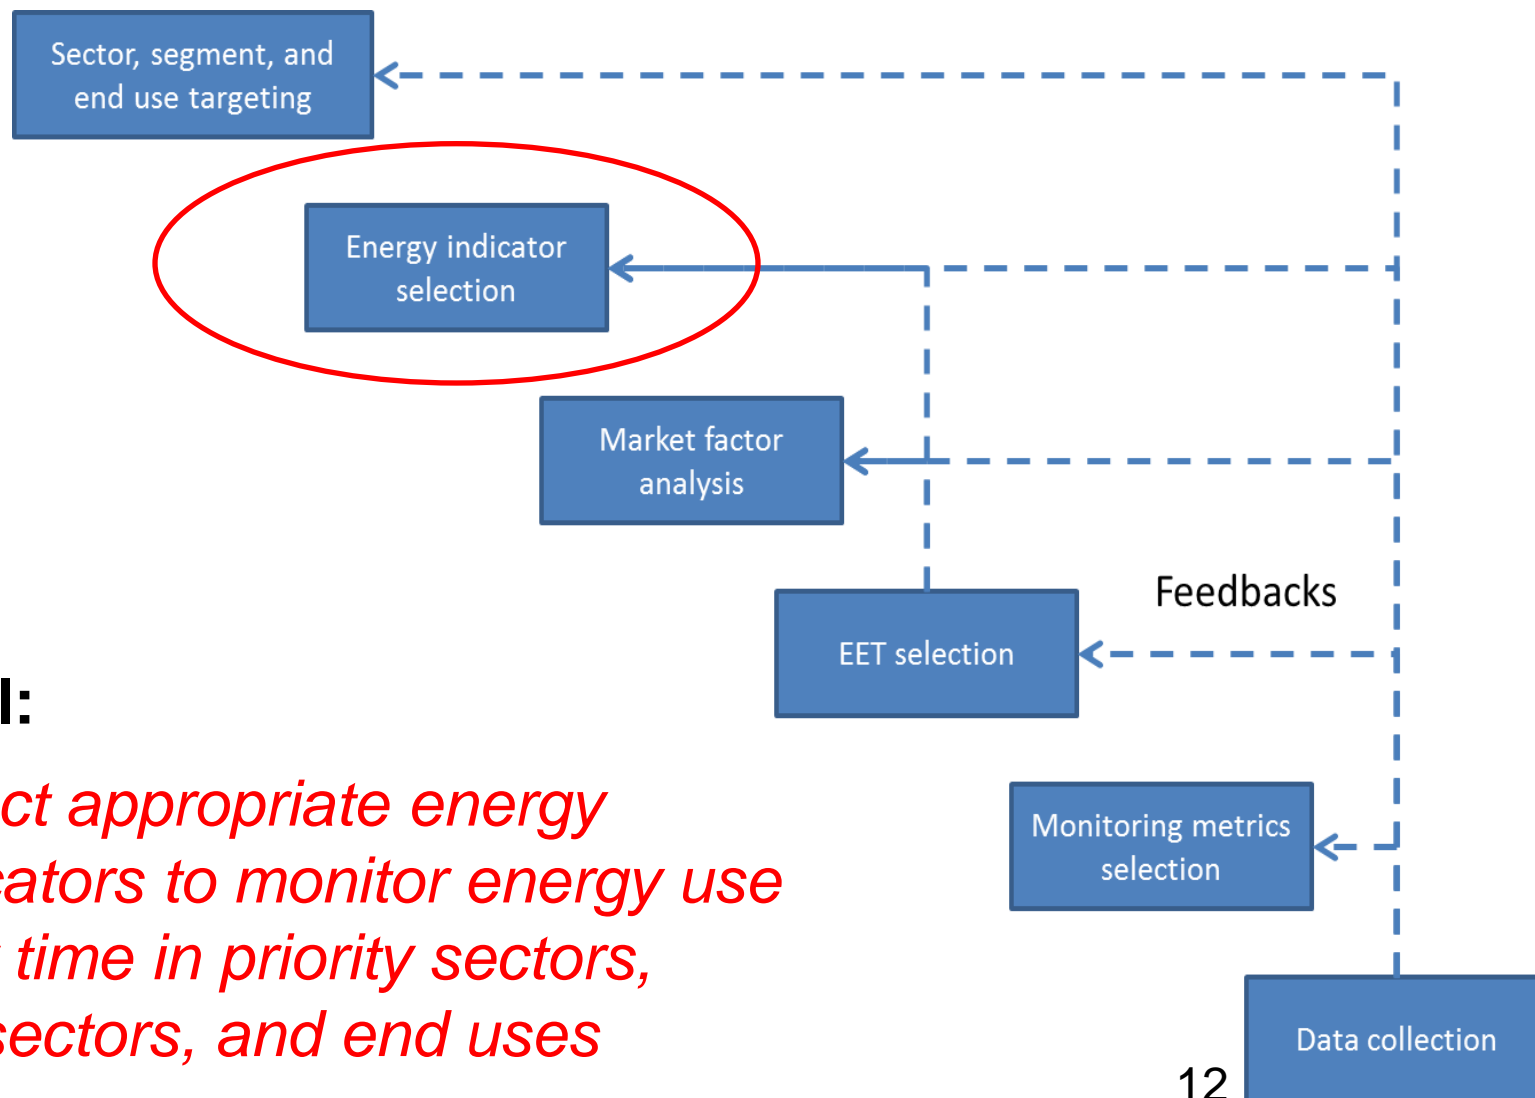 Sector, segment, and
end use targeting
Energy indicator
selection
Market factor
analysis
Feedbacks
EET selection
l:
ct appropriate energy
cators to monitor energy use
time in priority sectors,
sectors, and end uses
Monitoring metrics
selection
Data collection
12